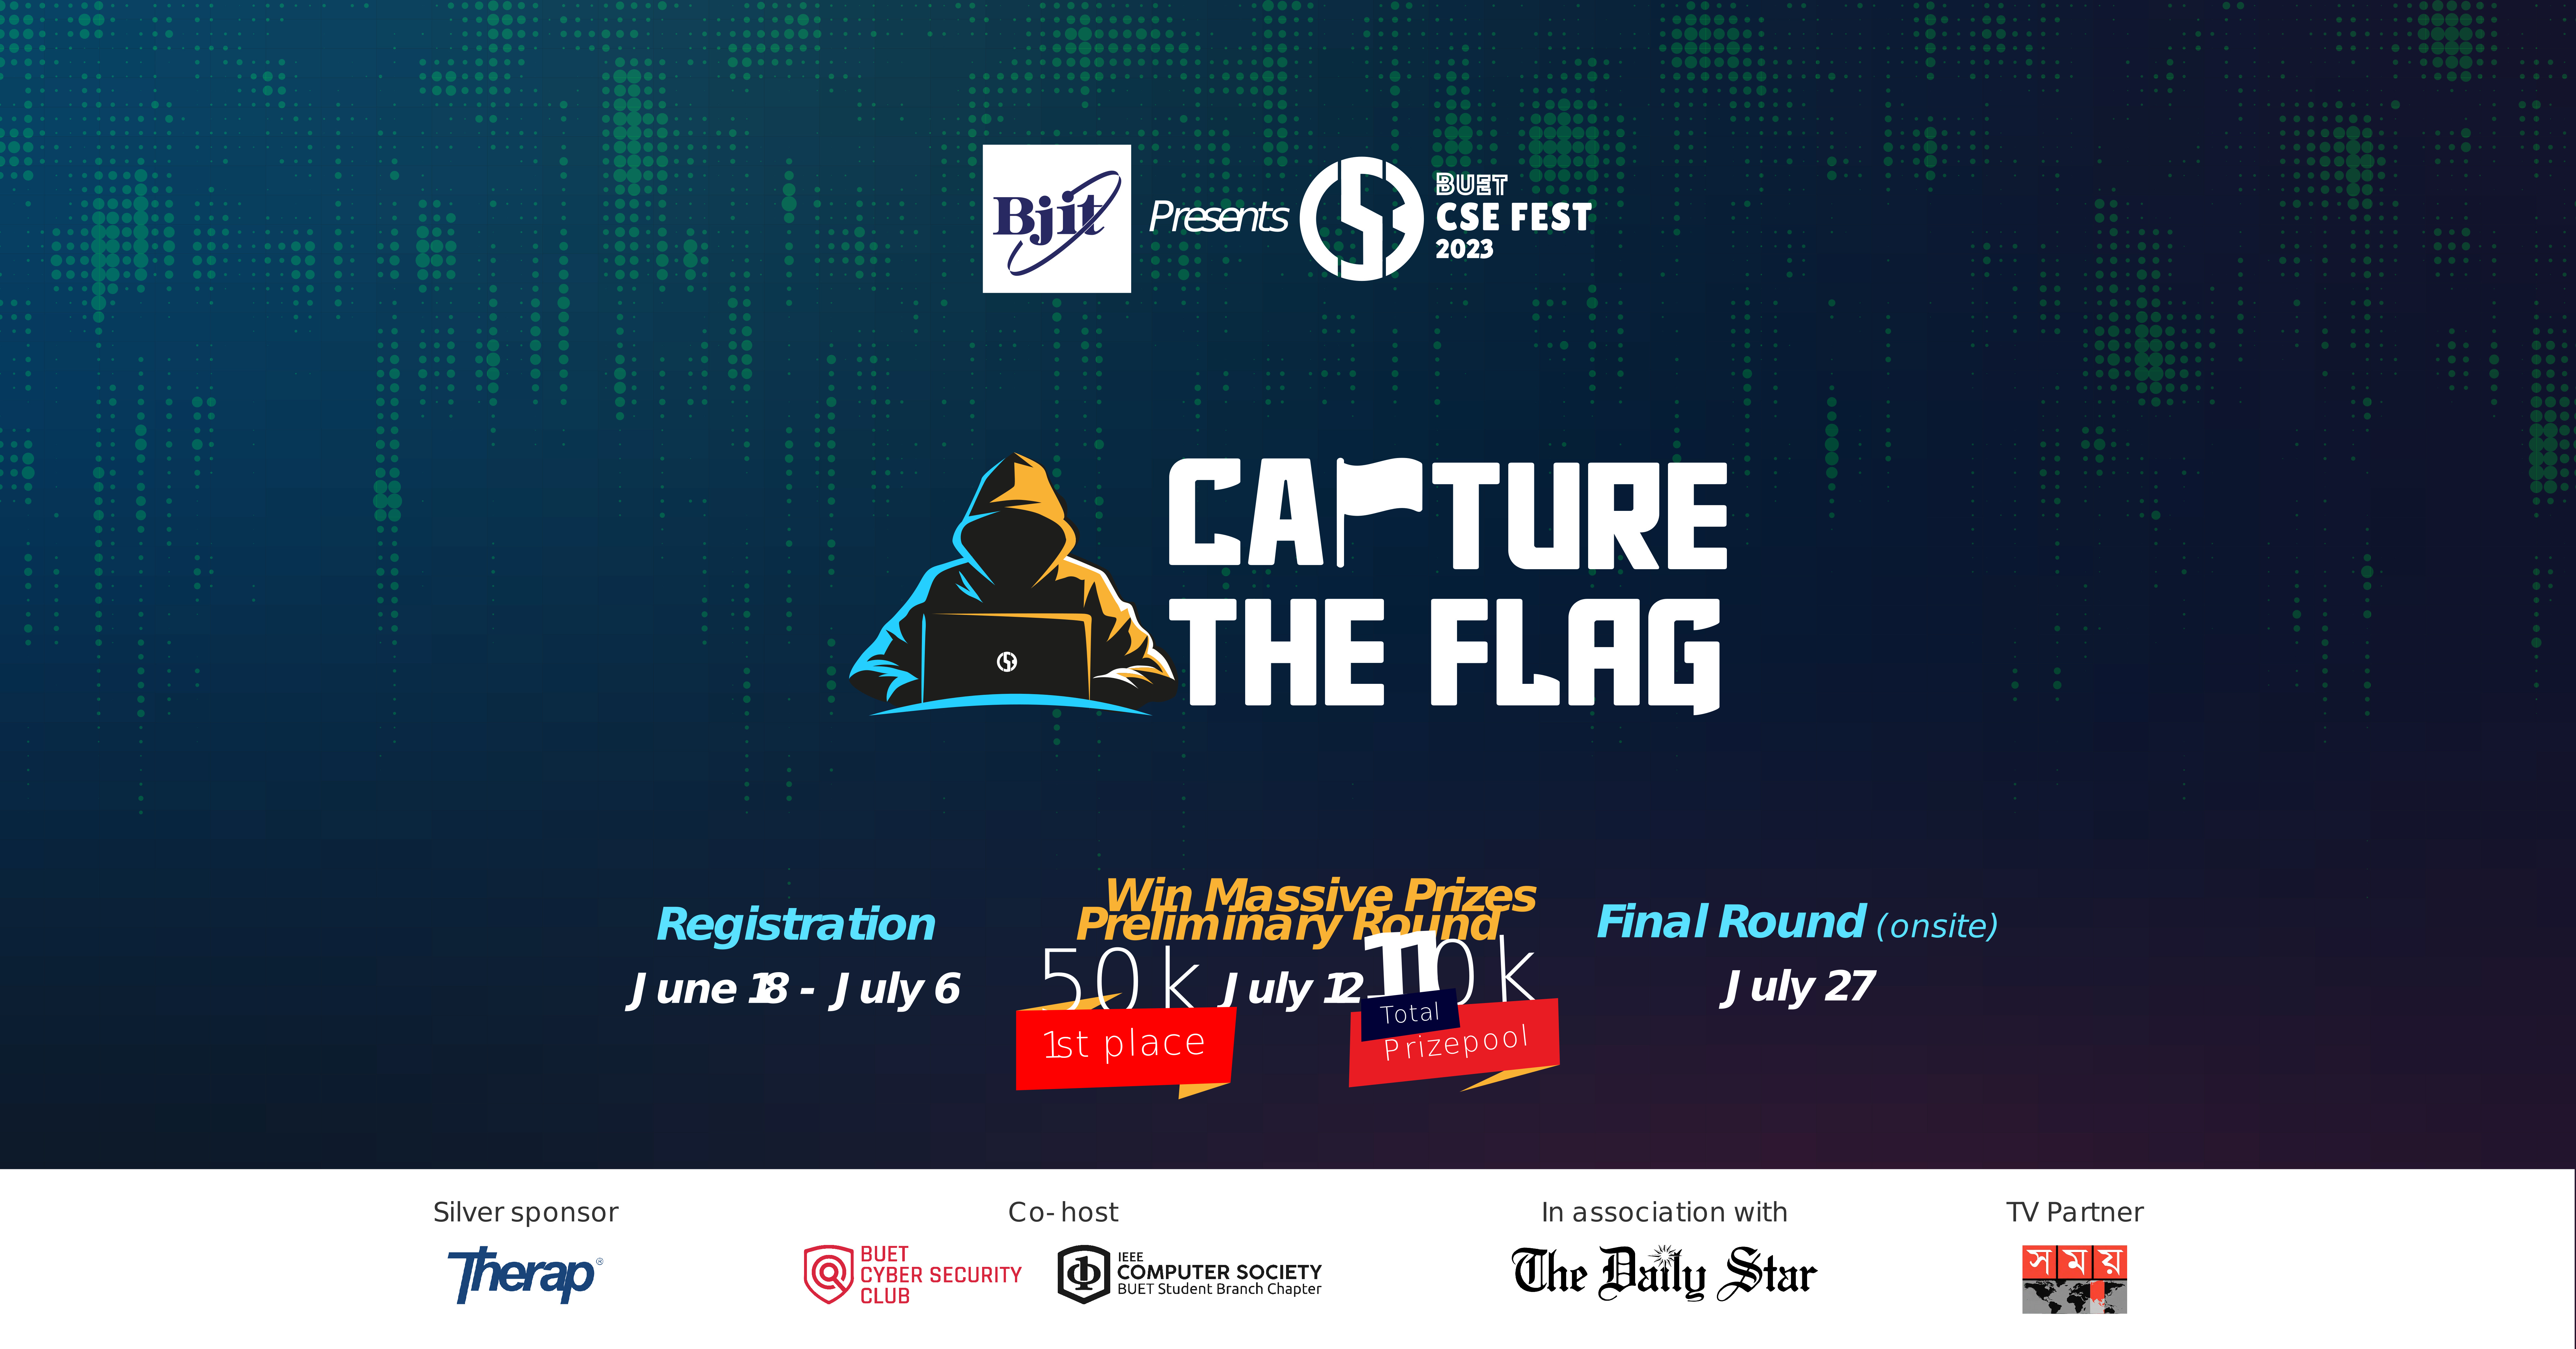 Bjit
Presents
BUET
CSE FEST
2023
CAPTURE
THE FLAG
Win Massive Prizes
Registration
Preliminary Round
Final Round (onsite)
June 18 - July 6
50k
July 12
July 27
1st place
Total
Prizepool
Silver sponsor
Co-host
In association with
TV Partner
Therap®
BUET
CYBER SECURITY
CLUB
IEEE
COMPUTER SOCIETY
BUET Student Branch Chapter
The Daily Star
সময়